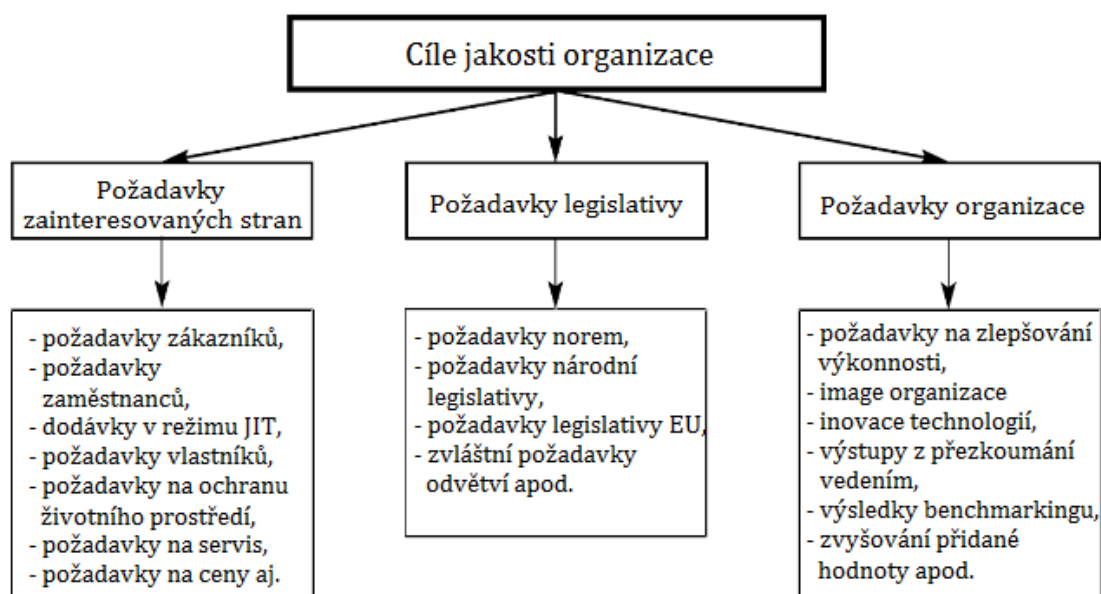 Cíle jakosti organizace
Požadavky
zainteresovaných stran
Požadavky legislativy
Požadavky organizace
- požadavky zákazníků,
- požadavky
zaměstnanců,
- dodávky v režimu JIT,
- požadavky vlastníků,
- požadavky na ochranu
životního prostředí,
- požadavky na servis,
- požadavky na ceny aj.
- požadavky norem,
- požadavky národní
legislativy,
- požadavky legislativy EU,
- zvláštní požadavky
odvětví apod.
- požadavky na zlepšování
výkonnosti,
- image organizace
- inovace technologií,
- výstupy z přezkoumání
vedením,
- výsledky benchmarkingu,
- zvyšování přidané
hodnoty apod.